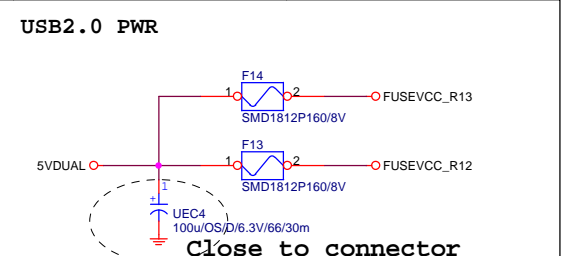 USB2.0 PWR
F14
1
2
FUSEVCC_R13
SMD1812P160/8V
F13
5VDUAL
1
2
FUSEVCC_R12
SMD1812P160/8V
1
+
UEC4
100u/OS/D/6.3V/66/30m
Close to connector